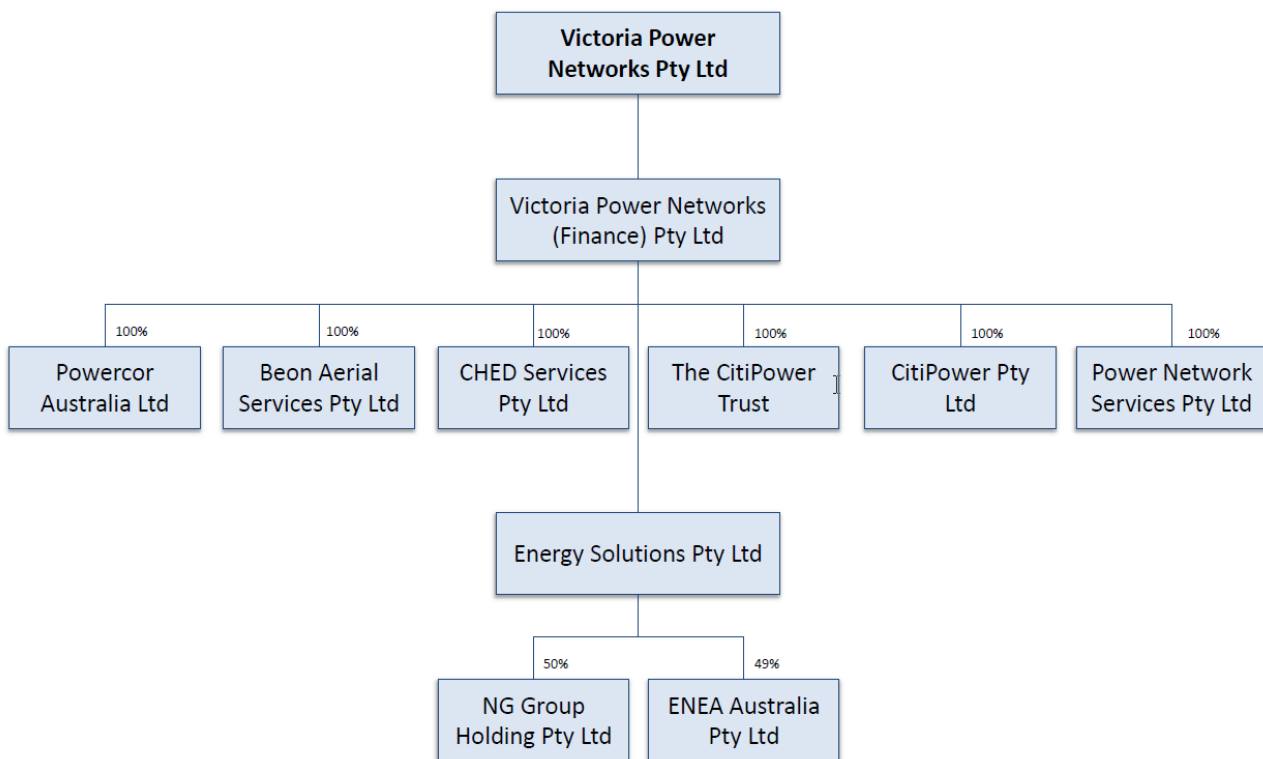 Victoria Power
Networks Pty Ltd
Victoria Power Networks
(Finance) Pty Ltd
100%
100%
100%
100%
100%
100%
Powercor
Australia Ltd
Beon Aerial
Services Pty Ltd
CHED Services
Pty Ltd
The CitiPower
Trust
CitiPower Pty
Ltd
Power Network
Services Pty Ltd
Energy Solutions Pty Ltd
50%
49%
NG Group
Holding Pty Ltd
ENEA Australia
Pty Ltd